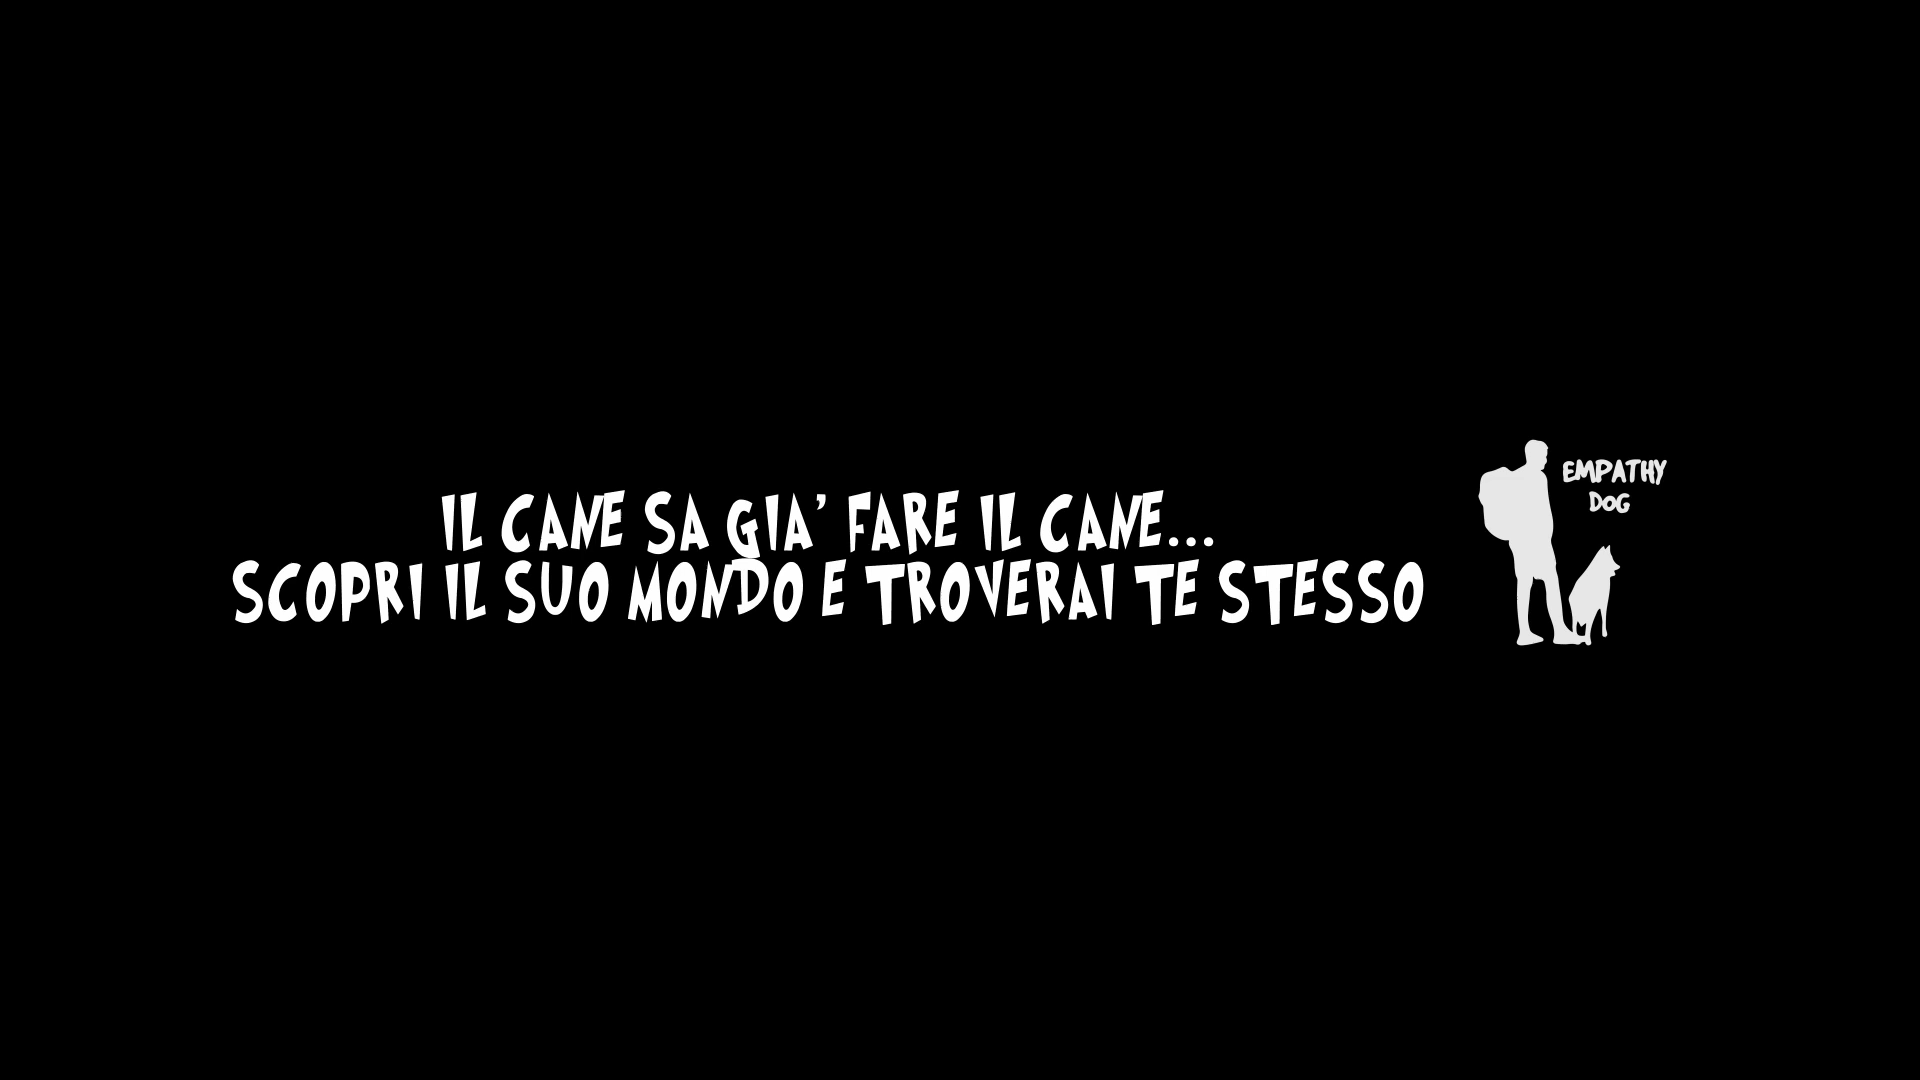 IL CANE SA GIA' FARE IL CANE...
SCOPRI IL SUO MONDO E TROVERAI TE STESSO
EMPATHY
DOG